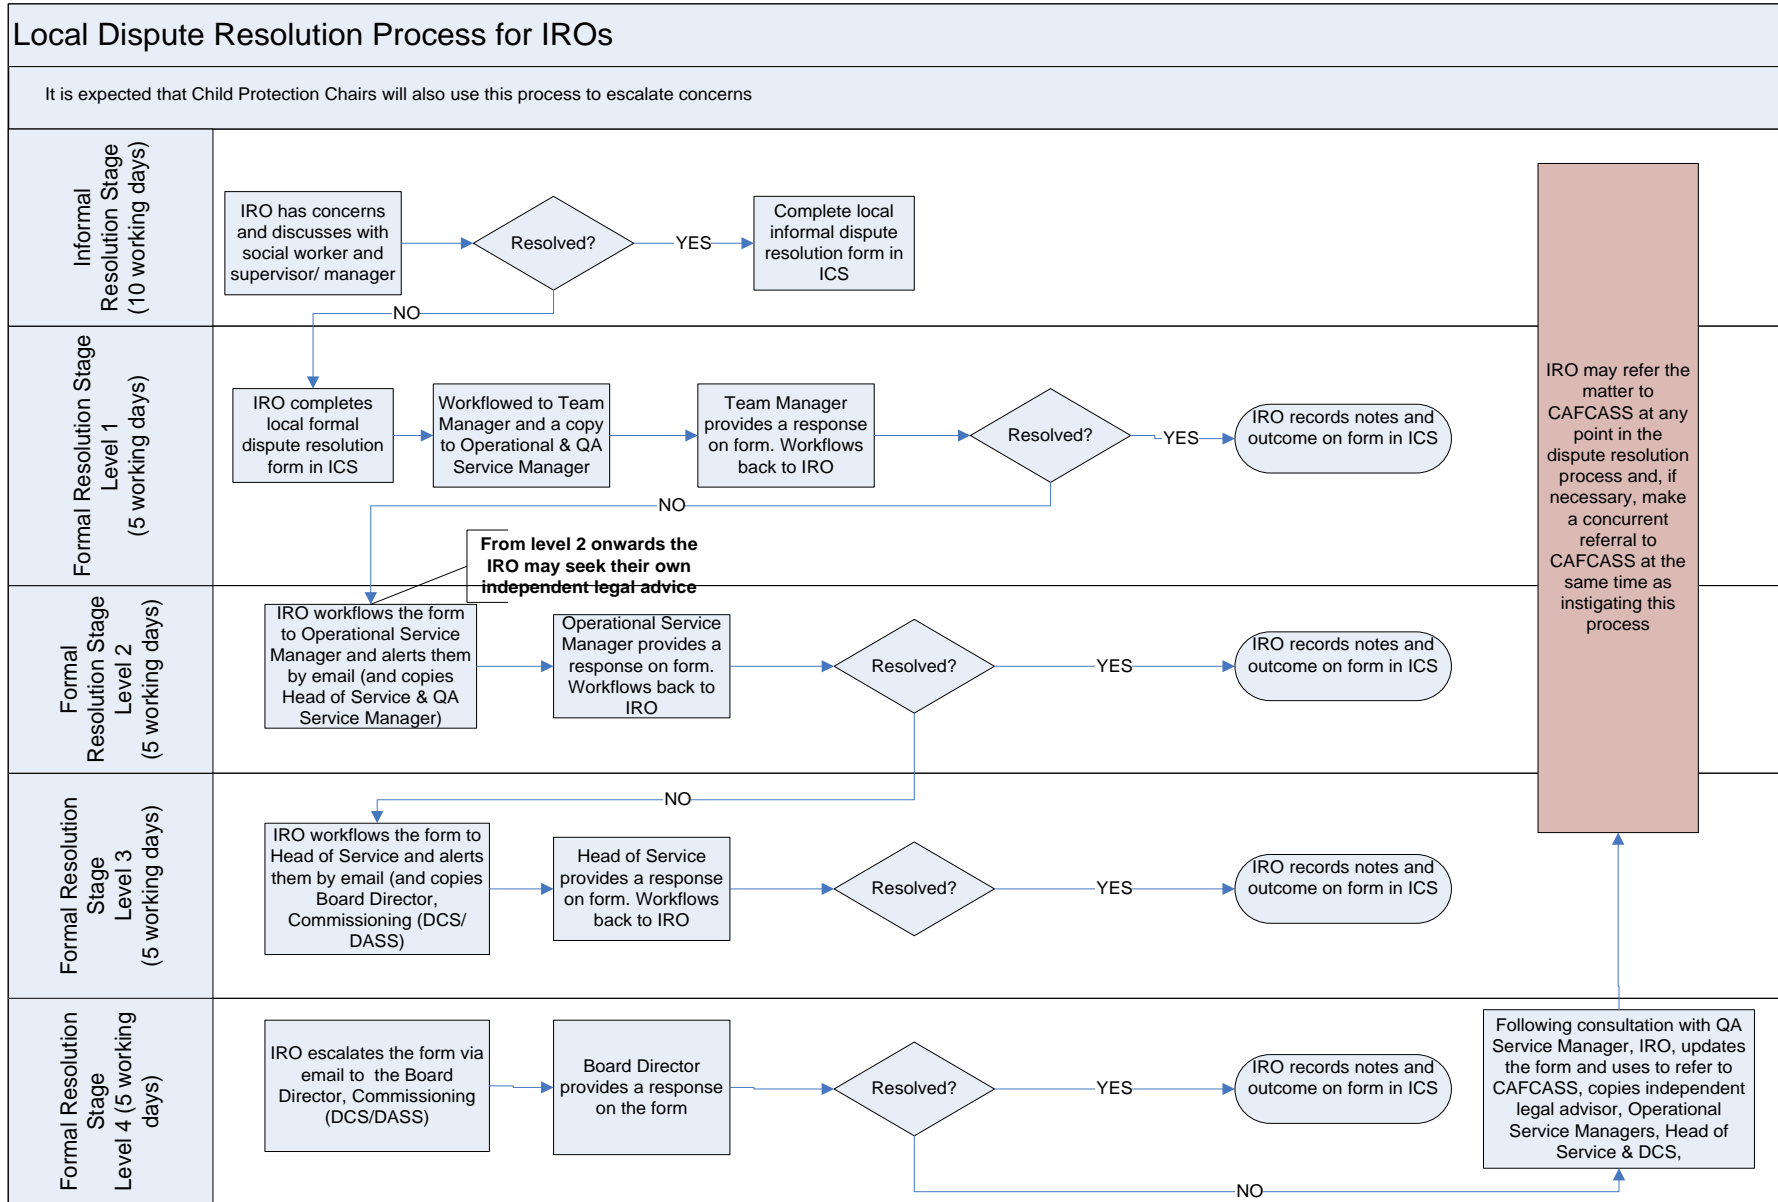 Local Dispute Resolution Process for IROs
It is expected that Child Protection Chairs will also use this process to escalate concerns
Informal
Resolution Stage
(10 working days)
IRO has concerns
and discusses with
social worker and
supervisor/ manager
Resolved?
YES
Complete local
informal dispute
resolution form in
ICS
NO
Formal Resolution Stage
Level 1
(5 working days)
IRO completes
local formal
dispute resolution
form in ICS
Workflowed to Team
Manager and a copy
to Operational & QA
Service Manager
Team Manager
provides a response
on form. Workflows
back to IRO
Resolved?
YES
IRO records notes and
outcome on form in ICS
NO
From level 2 onwards the
IRO may seek their own
independent legal advice
Formal
Resolution Stage
Level 2
(5 working days)
IRO workflows the form
to Operational Service
Manager and alerts them
by email (and copies
Head of Service & QA
Service Manager)
Operational Service
Manager provides a
response on form.
Workflows back to
IRO
Resolved?
YES
IRO records notes and
outcome on form in ICS
NO
Formal Resolution
Stage
Level 3
(5 working days)
IRO workflows the form to
Head of Service and alerts
them by email (and copies
Board Director,
Commissioning (DCS/
DASS)
Head of Service
provides a response
on form. Workflows
back to IRO
Resolved?
YES
IRO records notes and
outcome on form in ICS
Formal Resolution
Stage
Level 4 (5 working
days)
IRO escalates the form via
email to the Board
Director, Commissioning
(DCS/DASS)
Board Director
provides a response
on the form
Resolved?
YES
IRO records notes and
outcome on form in ICS
NO
Following consultation with QA
Service Manager, IRO, updates
the form and uses to refer to
CAFCASS, copies independent
legal advisor, Operational
Service Managers, Head of
Service & DCS,
IRO may refer the
matter to
CAFCASS at any
point in the
dispute resolution
process and, if
necessary, make
a concurrent
referral to
CAFCASS at the
same time as
instigating this
process